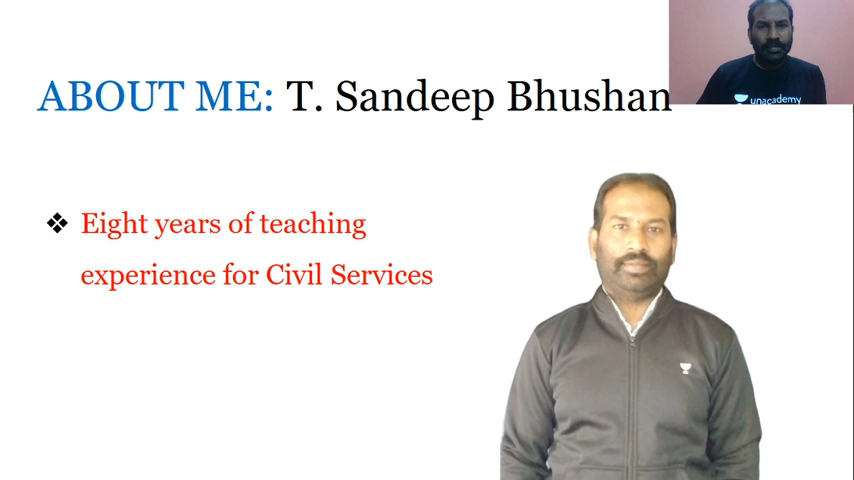 ABOUT ME: T. Sandeep Bhushan
unacademy
❖ Eight years of teaching
experience for Civil Services